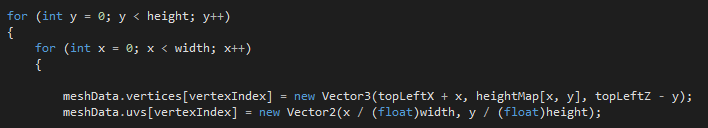 for (int y = 0; y < height; y++)
{
for (int x = 0; x < width; x++)
{
meshData.vertices[vertexIndex] = new Vector3(topLeftX + x, heightMap[x, y], topLeftZ - y);
meshData.uvs[vertexIndex] = new Vector2(x / (float)width, y / (float)height);